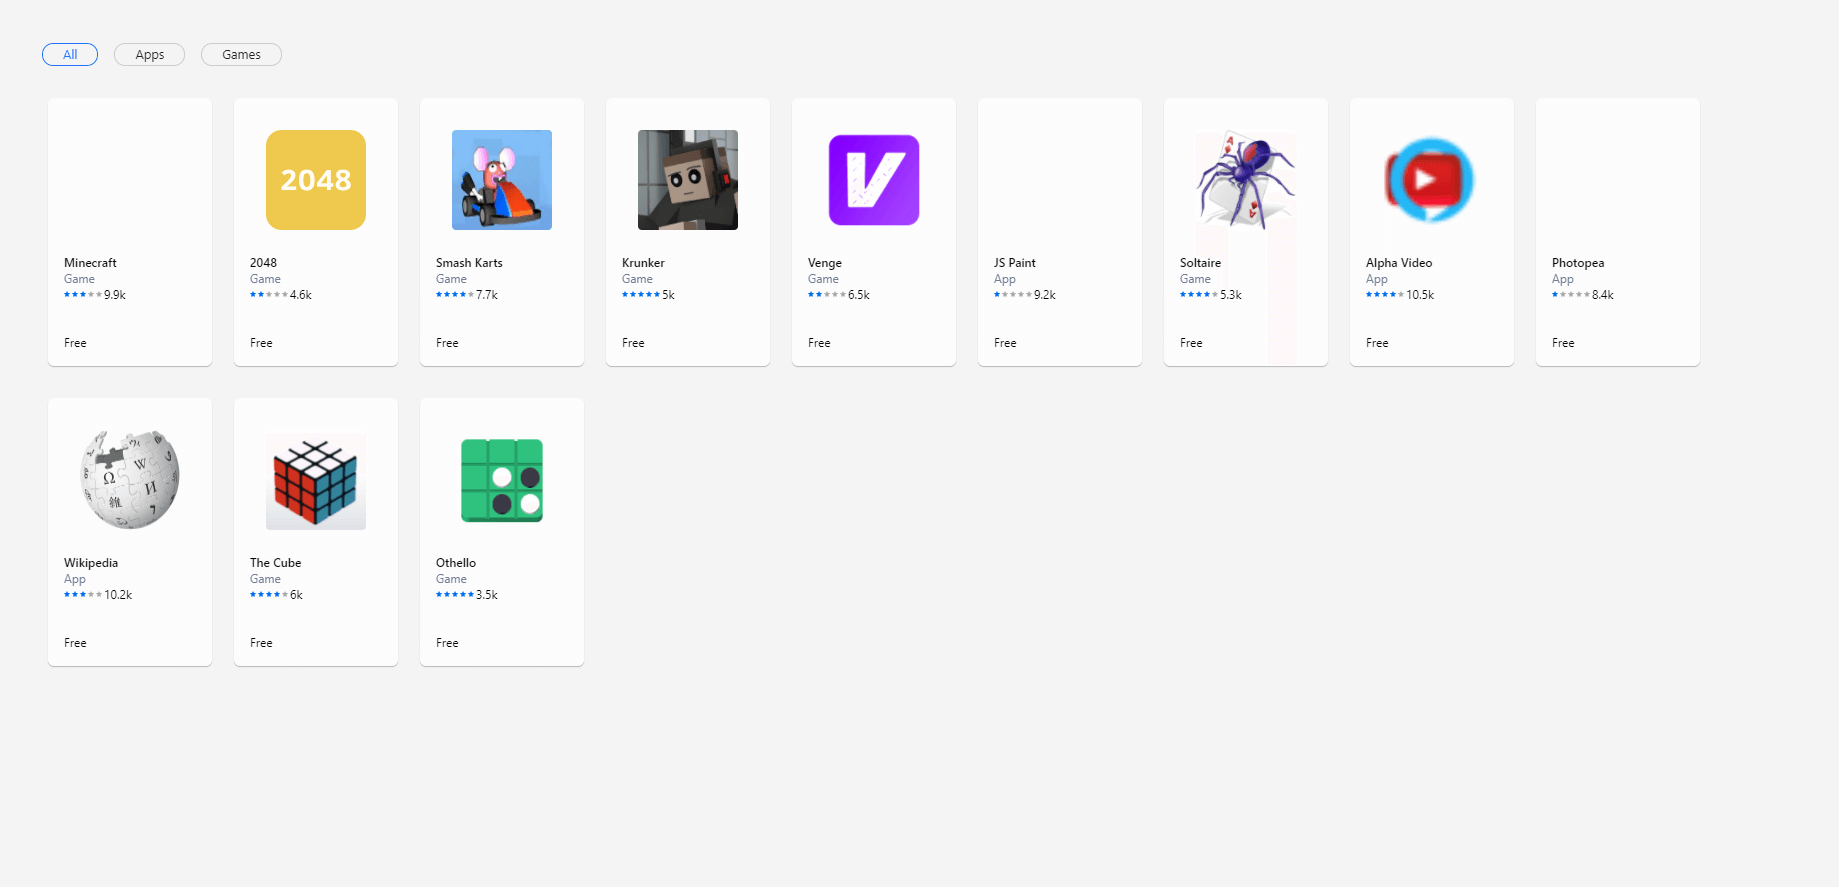 All
Apps
Games
Minecraft
Game
9.9k
Free
2048
2048
Game
4.6k
Free
Smash Karts
Game
7.7k
Free
Krunker
Game
5k
Free
V
Venge
Game
6.5k
Free
JS Paint
App
9.2k
Free
A
A
Soltaire
Game
5.3k
Free
Alpha Video
App
10.5k
Free
Photopea
App
8.4k
Free
Ω
W
И
維
Wikipedia
App
10.2k
Free
The Cube
Game
6k
Free
Othello
Game
3.5k
Free